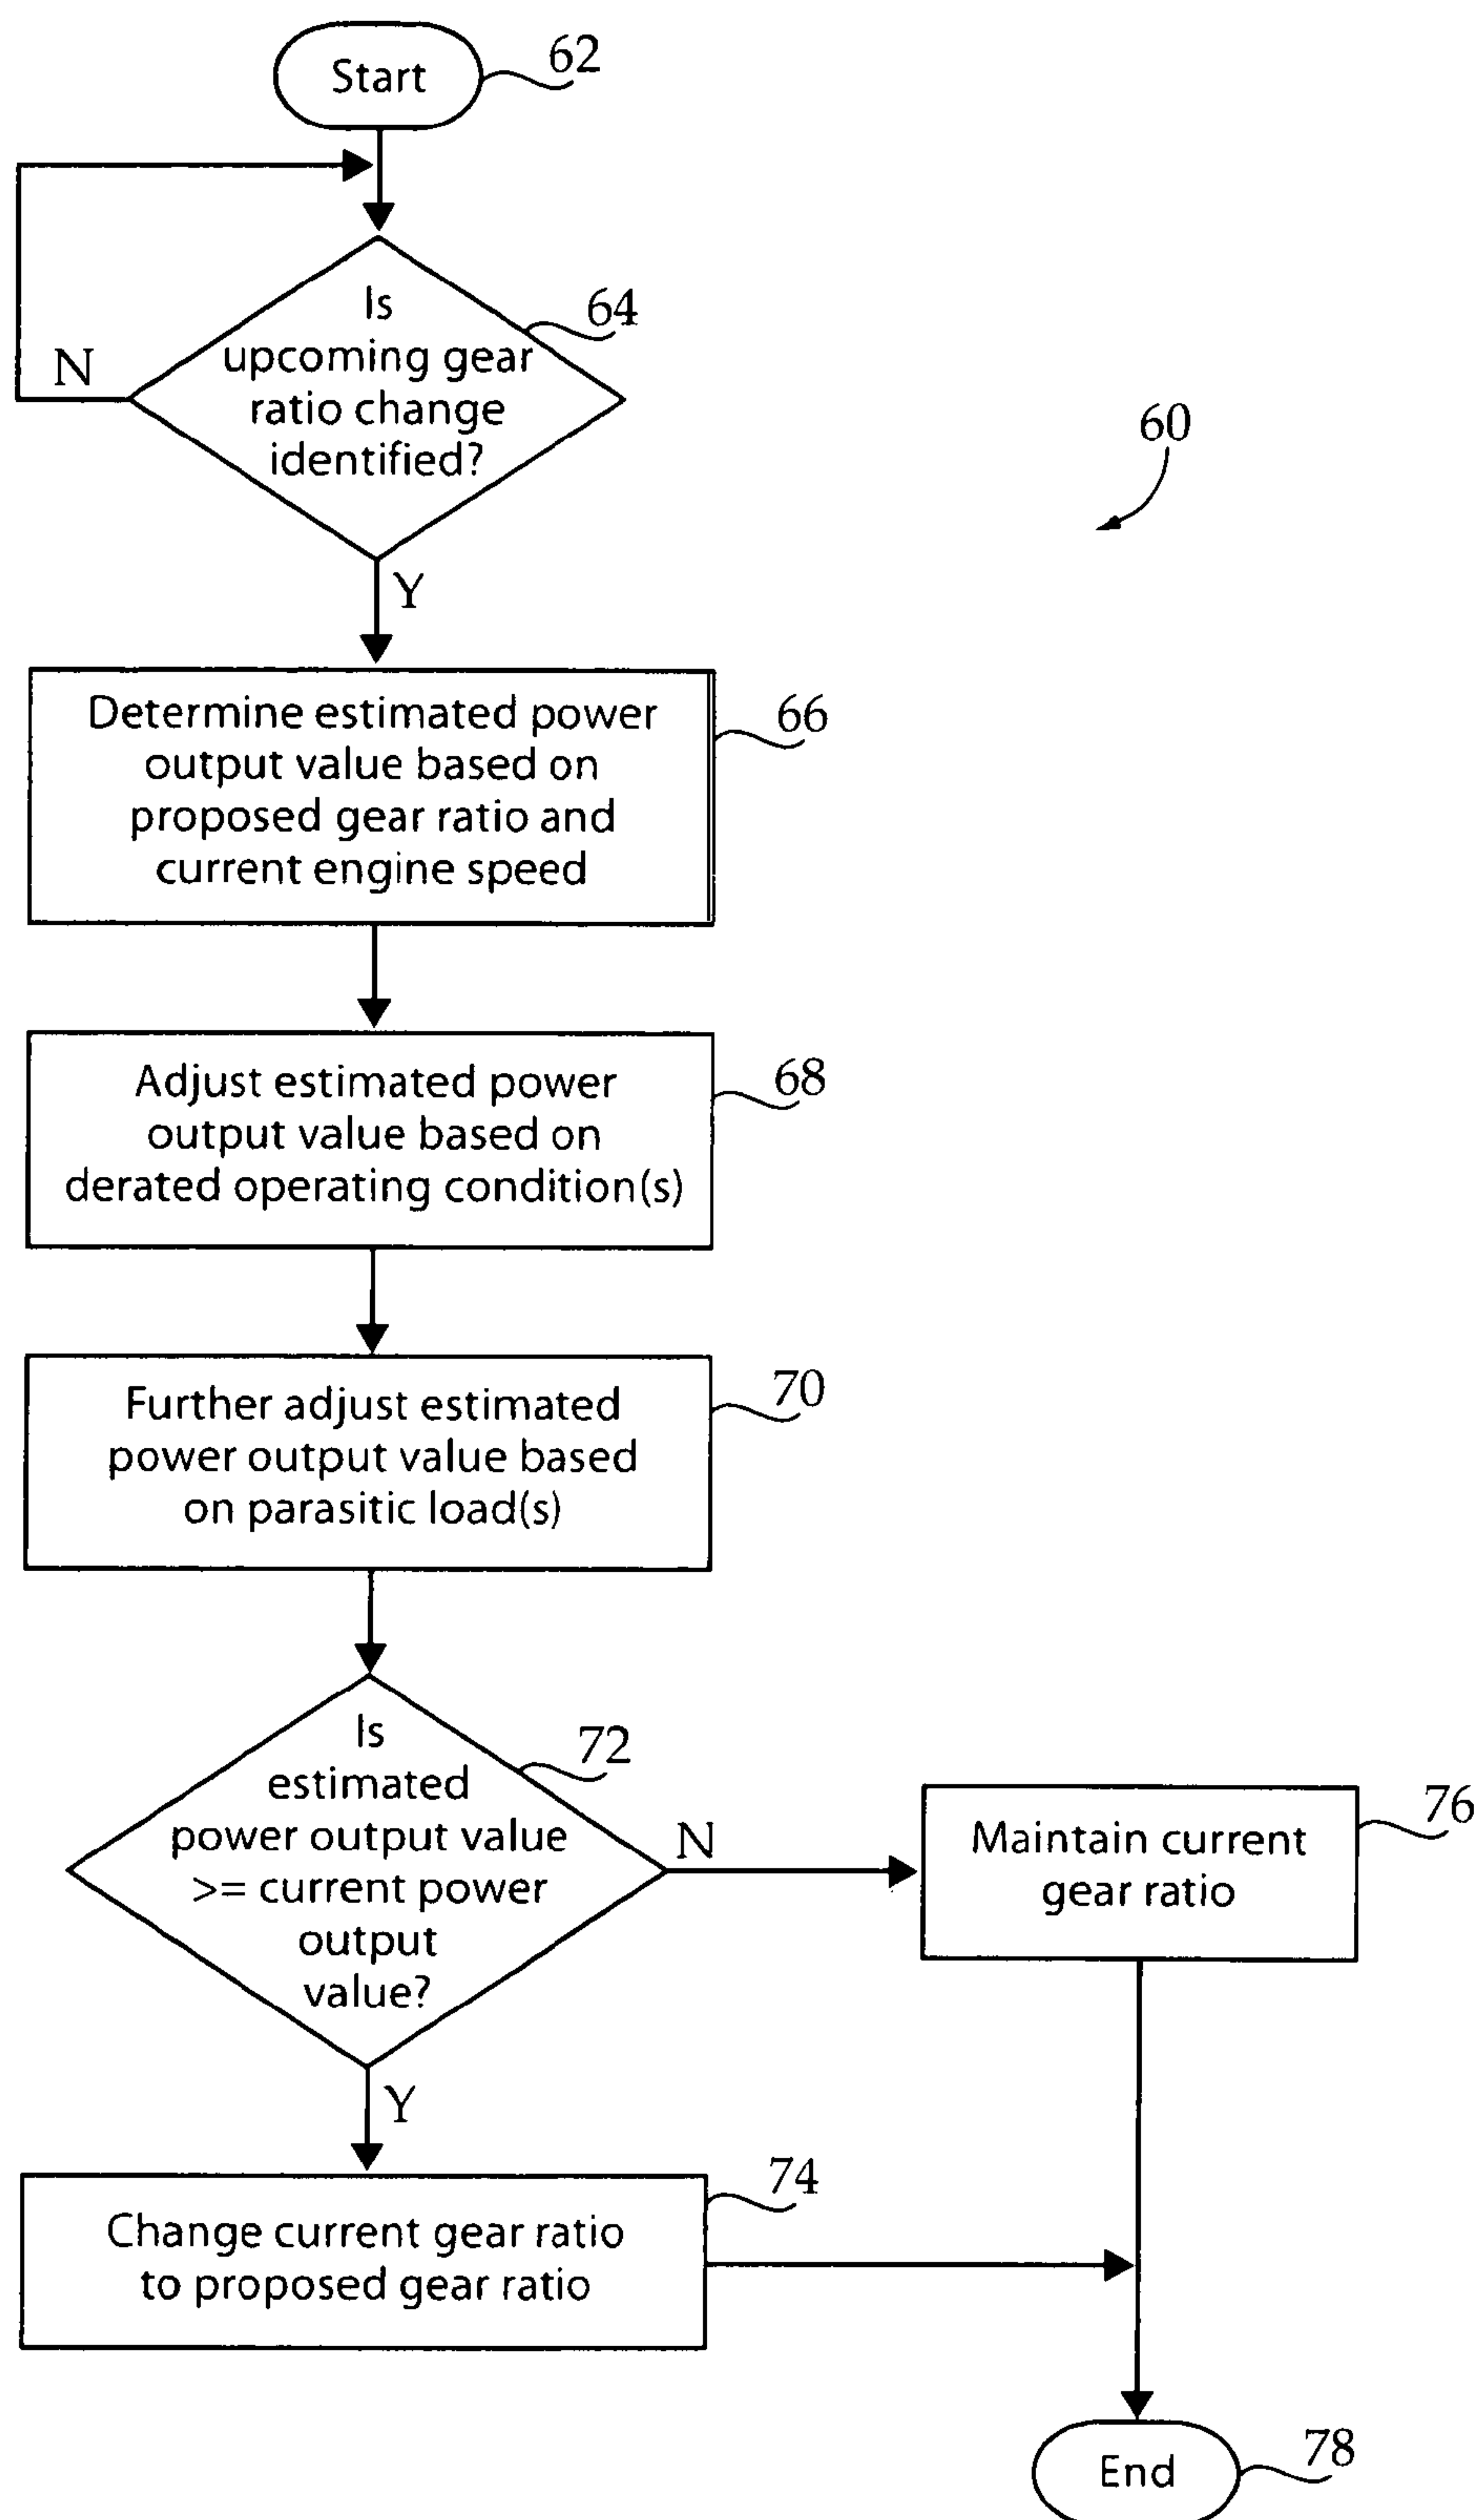 Start
62
Is
upcoming gear
ratio change
identified?
64
N
60
Y
Determine estimated power
output value based on
proposed gear ratio and
current engine speed
66
Adjust estimated power
output value based on
derated operating condition(s)
68
Further adjust estimated
power output value based
on parasitic load(s)
70
Is
estimated
power output value
>= current power
output
value?
72
N
Maintain current
gear ratio
76
Y
Change current gear ratio
to proposed gear ratio
74
End
78